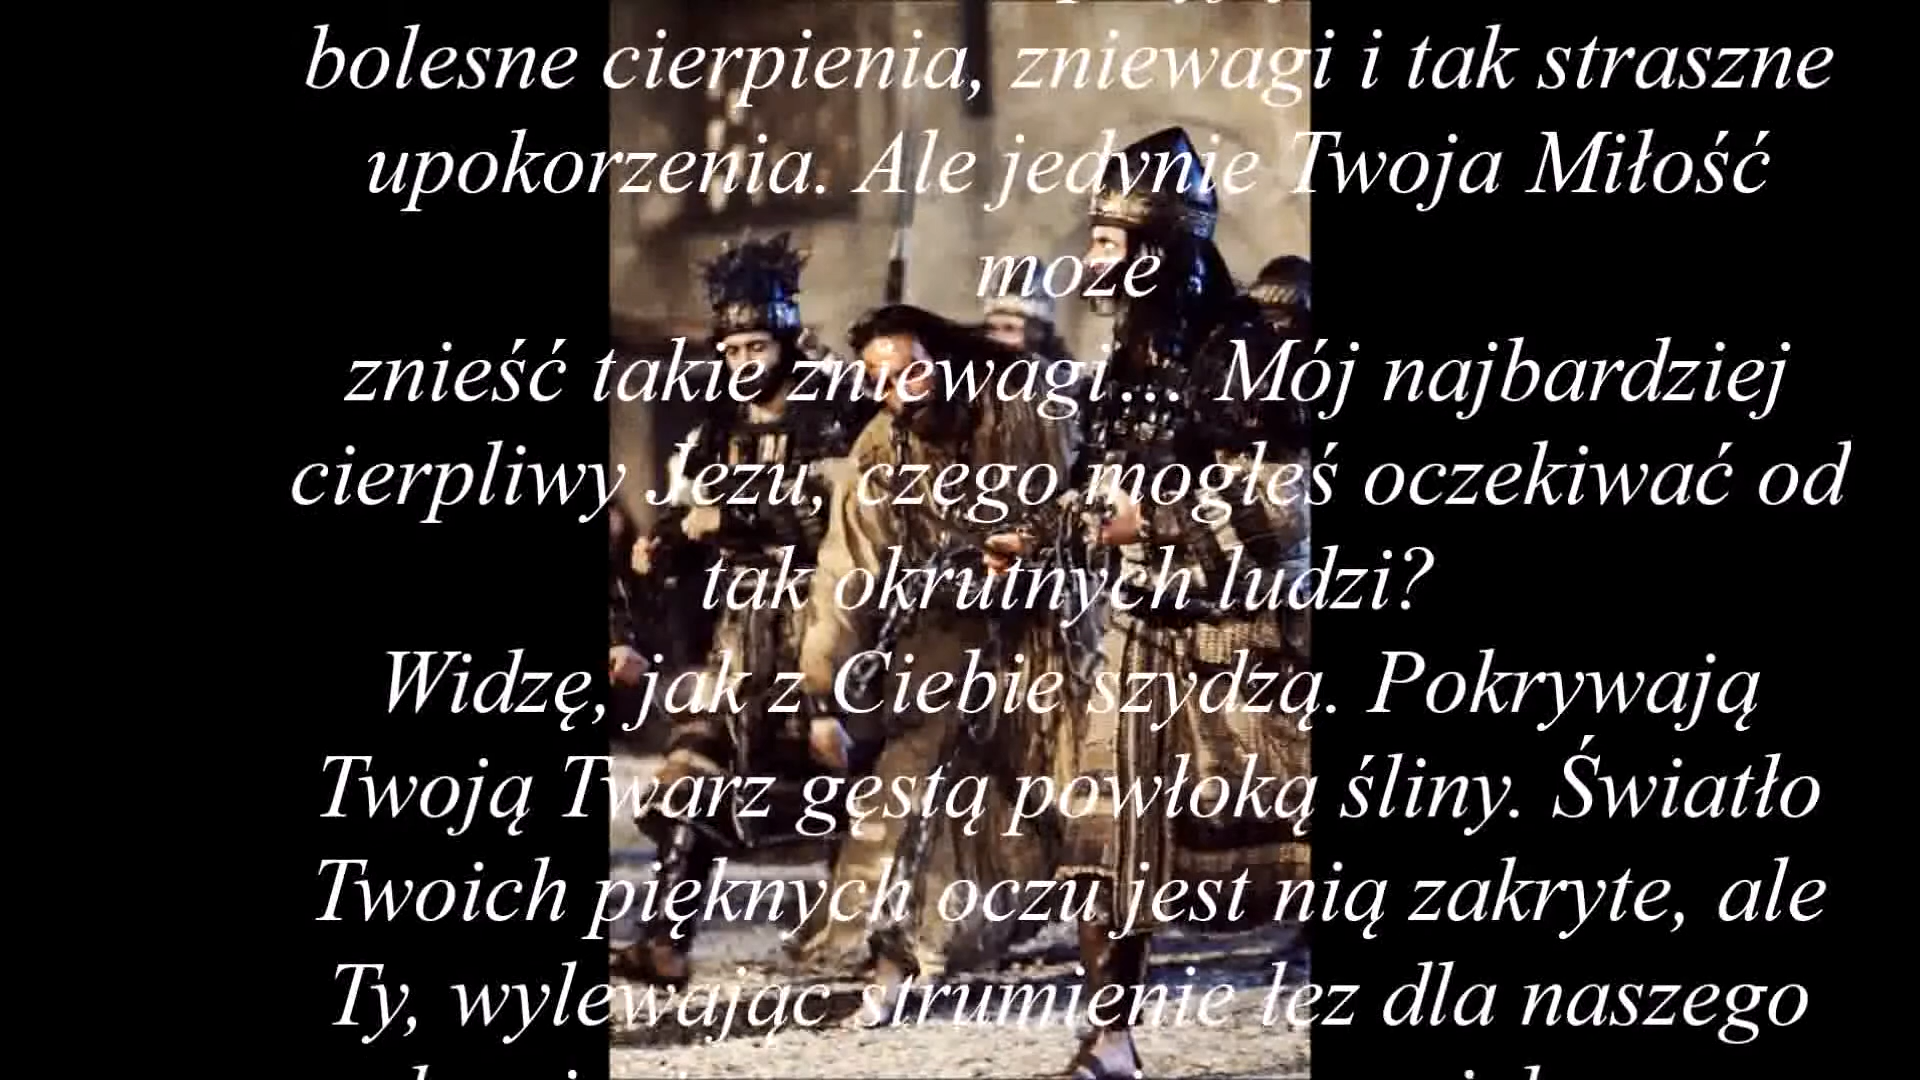 bolesne cierpienia, zniewagi i tak straszne
upokorzenia. Ale jedynie Twoja Miłość
może
znieść takie zniewagi… Mój najbardziej
cierpliwy Jezu, czego mogłeś oczekiwać od
tak okrutnych ludzi?
Widzę, jak z Ciebie szydzą. Pokrywają
Twoją Twarz gęstą powłoką śliny. Światło
Twoich pięknych oczu jest nią zakryte, ale
Ty, wylewając strumienie łez dla naszego